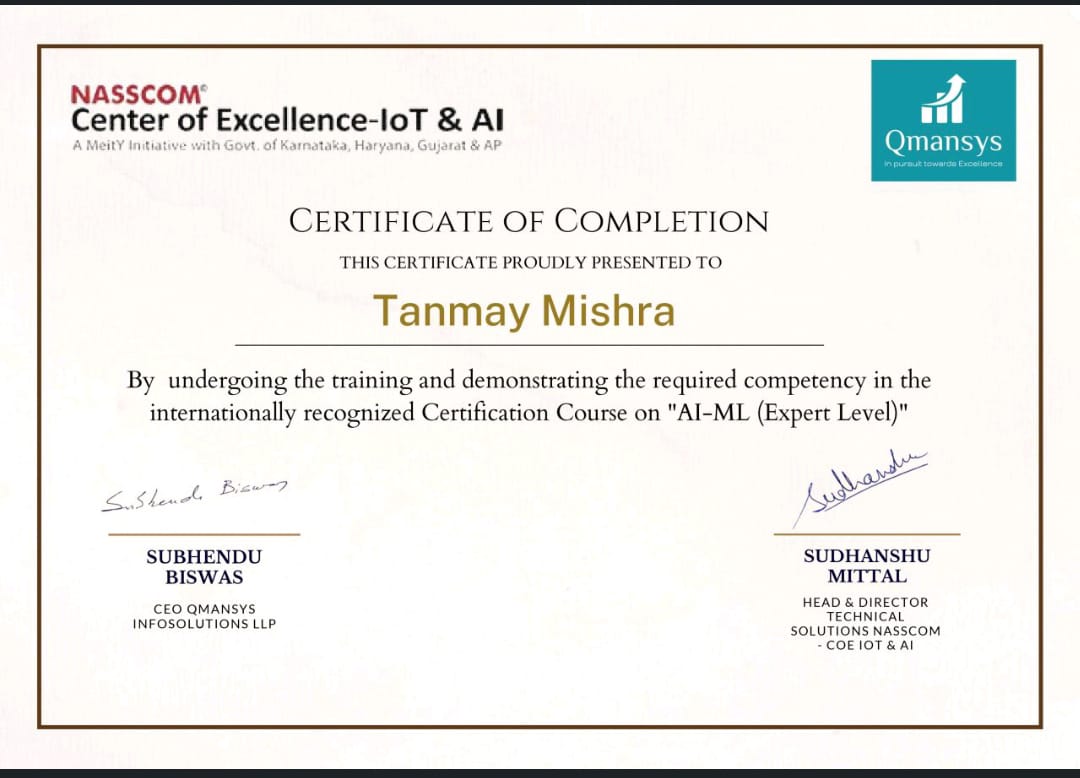 NASSCOM®
Center of Excellence-IoT & AI
A MeitY Initiative with Govt. of Karnataka, Haryana, Gujarat & AP
Qmansys
In pursuit towards Excellence
CERTIFICATE OF COMPLETION
THIS CERTIFICATE PROUDLY PRESENTED TO
Tanmay Mishra
By undergoing the training and demonstrating the required competency in the
internationally recognized Certification Course on "AI-ML (Expert Level)"
Subhendu Biswas
Sudhanshu
SUBHENDU
BISWAS
CEO QMANSYS
INFOSOLUTIONS LLP
SUDHANSHU
MITTAL
HEAD & DIRECTOR
TECHNICAL
SOLUTIONS NASSCOM
- COE IOT & AI